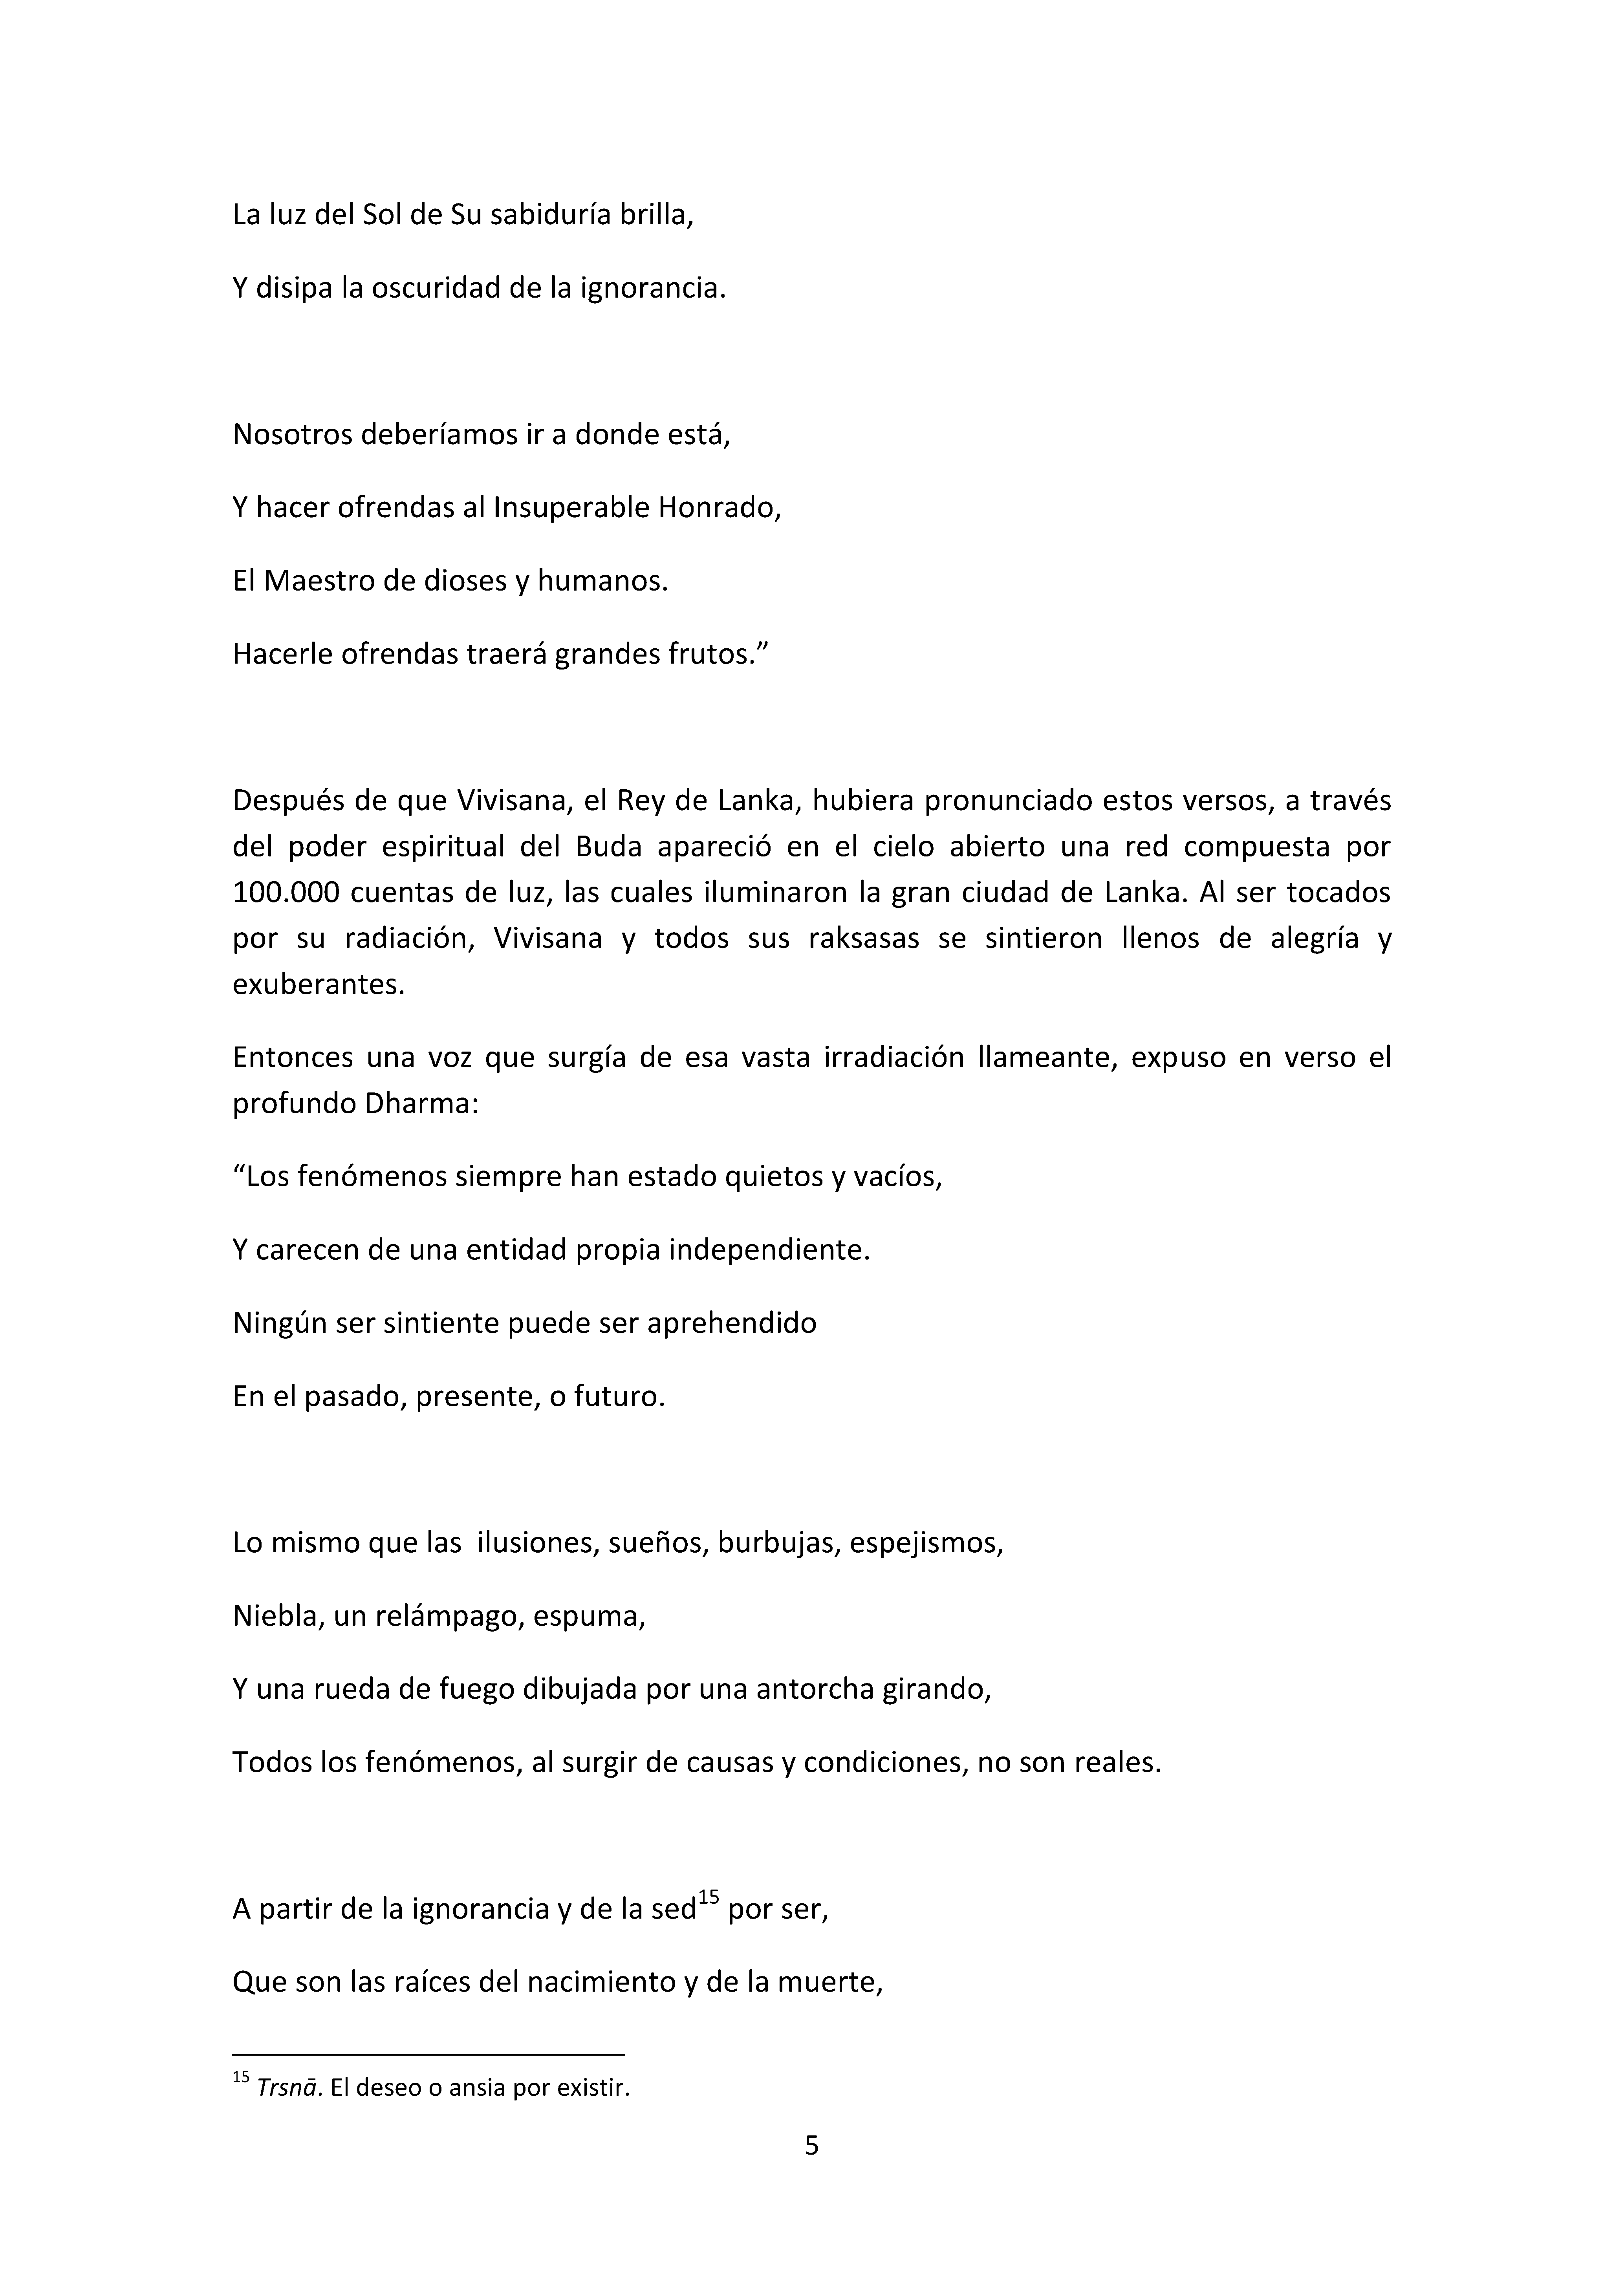 La luz del Sol de Su sabiduría brilla,
Y disipa la oscuridad de la ignorancia.
Nosotros deberíamos ir a donde está,
Y hacer ofrendas al Insuperable Honrado,
El Maestro de dioses y humanos.
Hacerle ofrendas traerá grandes frutos.”
Después de que Vivisana, el Rey de Lanka, hubiera pronunciado estos versos, a través
del poder espiritual del Buda apareció en el cielo abierto una red compuesta por
100.000 cuentas de luz, las cuales iluminaron la gran ciudad de Lanka. Al ser tocados
por su radiación, Vivisana y todos sus raksasas se sintieron llenos de alegría y
exuberantes.
Entonces una voz que surgía de esa vasta irradiación llameante, expuso en verso el
profundo Dharma:
“Los fenómenos siempre han estado quietos y vacíos,
Y carecen de una entidad propia independiente.
Ningún ser sintiente puede ser aprehendido
En el pasado, presente, o futuro.
Lo mismo que las  ilusiones, sueños, burbujas, espejismos,
Niebla, un relámpago, espuma,
Y una rueda de fuego dibujada por una antorcha girando,
Todos los fenómenos, al surgir de causas y condiciones, no son reales.
A partir de la ignorancia y de la sed15 por ser,
Que son las raíces del nacimiento y de la muerte,
15 Trsnā. El deseo o ansia por existir.
5